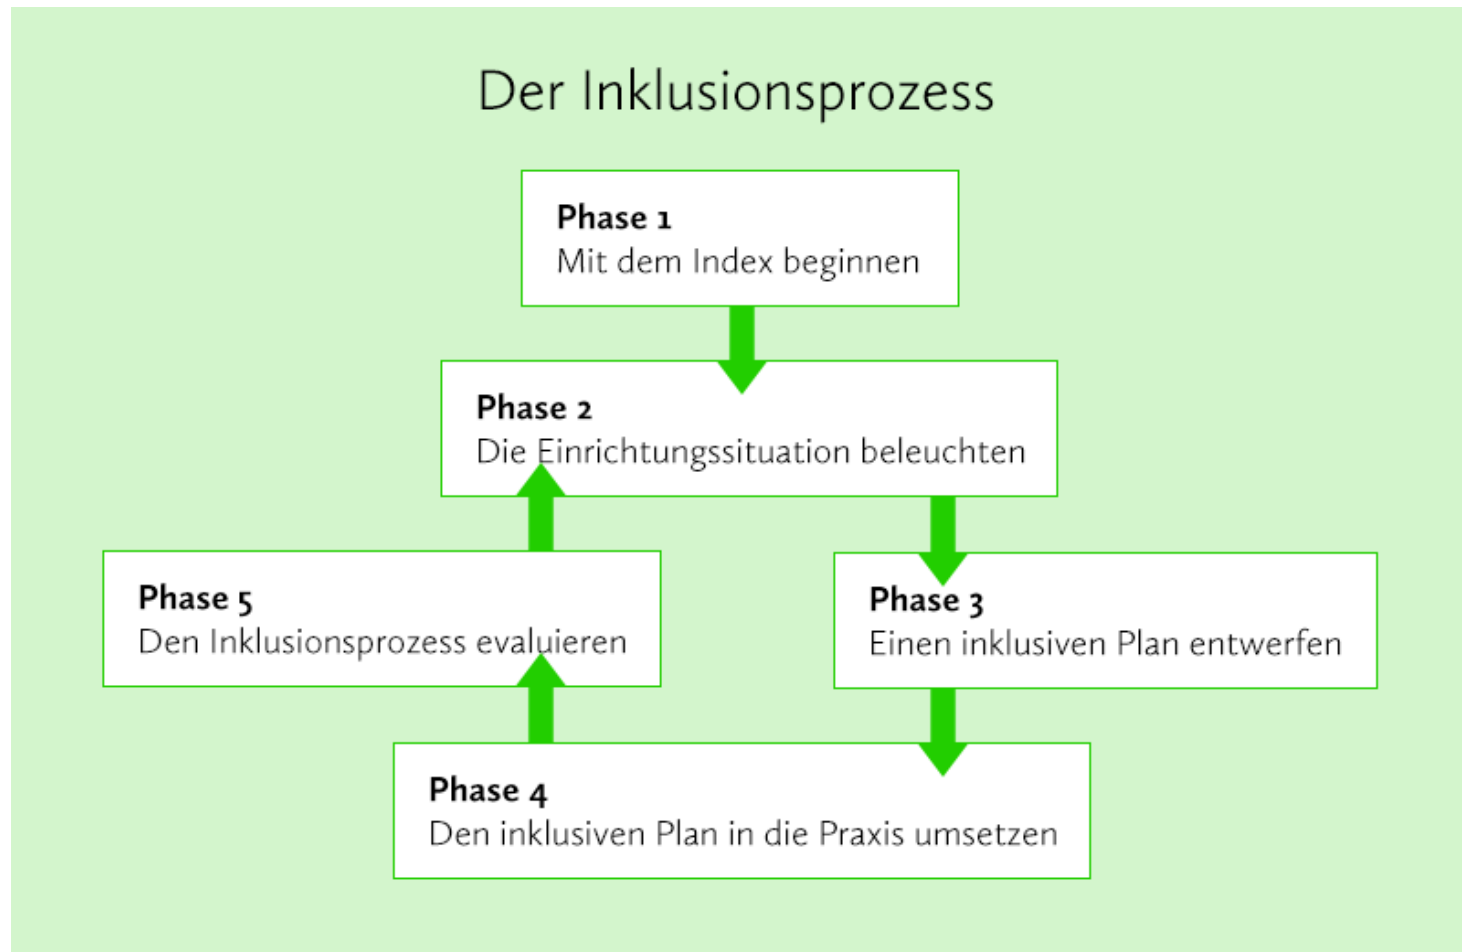 Der Inklusionsprozess
Phase 1
Mit dem Index beginnen
Phase 2
Die Einrichtungssituation beleuchten
Phase 5
Den Inklusionsprozess evaluieren
Phase 3
Einen inklusiven Plan entwerfen
Phase 4
Den inklusiven Plan in die Praxis umsetzen